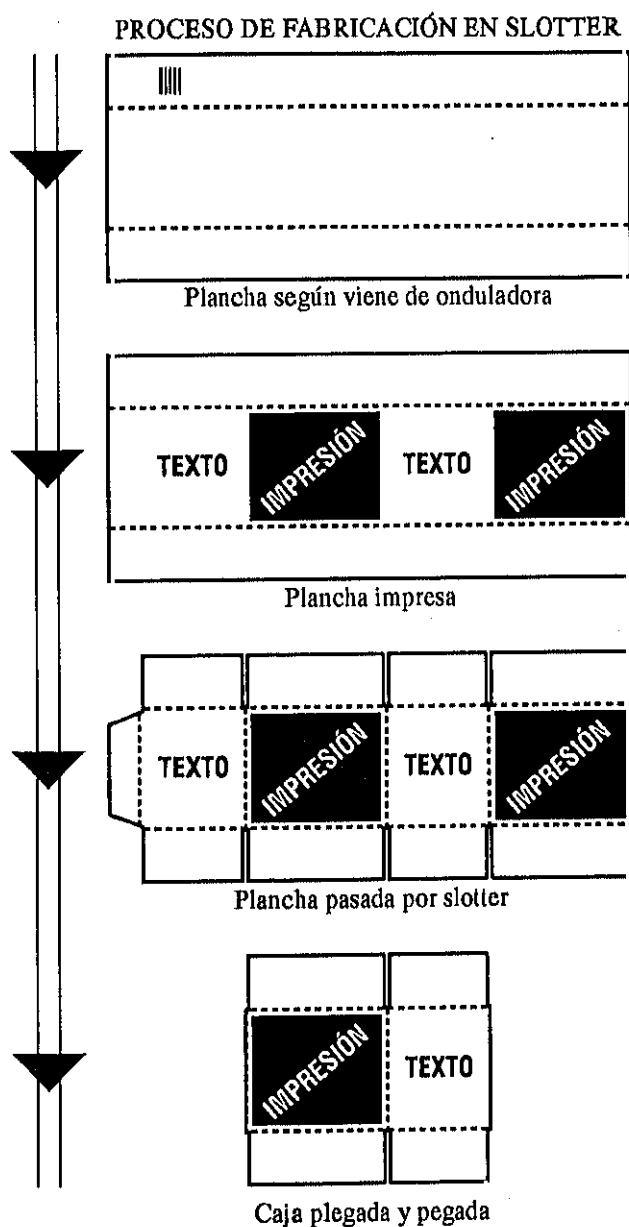 PROCESO DE FABRICACIÓN EN SLOTTER
Plancha según viene de onduladora
TEXTO IMPRESIÓN TEXTO IMPRESIÓN
Plancha impresa
TEXTO IMPRESIÓN TEXTO IMPRESIÓN
Plancha pasada por slotter
IMPRESIÓN TEXTO
Caja plegada y pegada